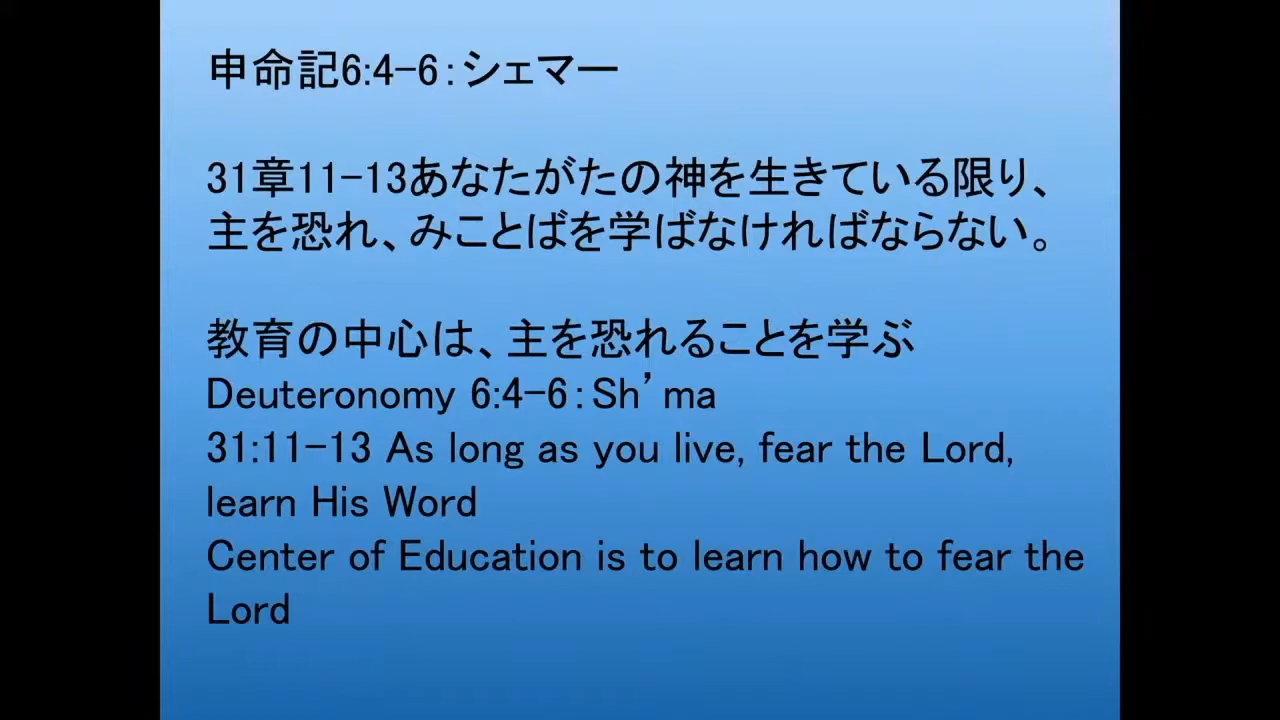 申命記6:4-6：シェマー
31章11-13あなたがたの神を生きている限り、
主を恐れ、みことばを学ばなければならない。
教育の中心は、主を恐れることを学ぶ
Deuteronomy 6:4-6：Sh’ma
31:11-13 As long as you live, fear the Lord,
learn His Word
Center of Education is to learn how to fear the
Lord